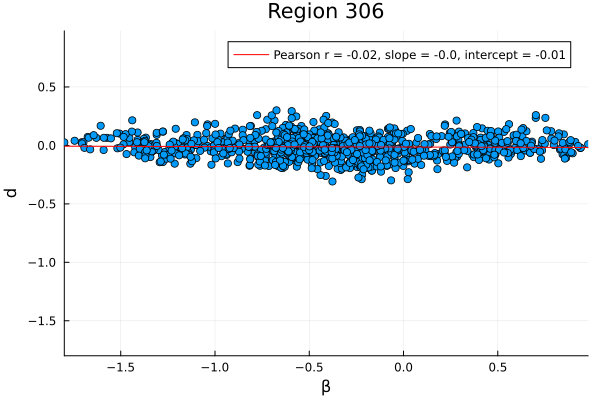 Region 306
Pearson r = -0.02, slope = -0.0, intercept = -0.01
0.5
0.0
−0.5
−1.0
−1.5
d
−1.5 −1.0 −0.5 0.0 0.5
β